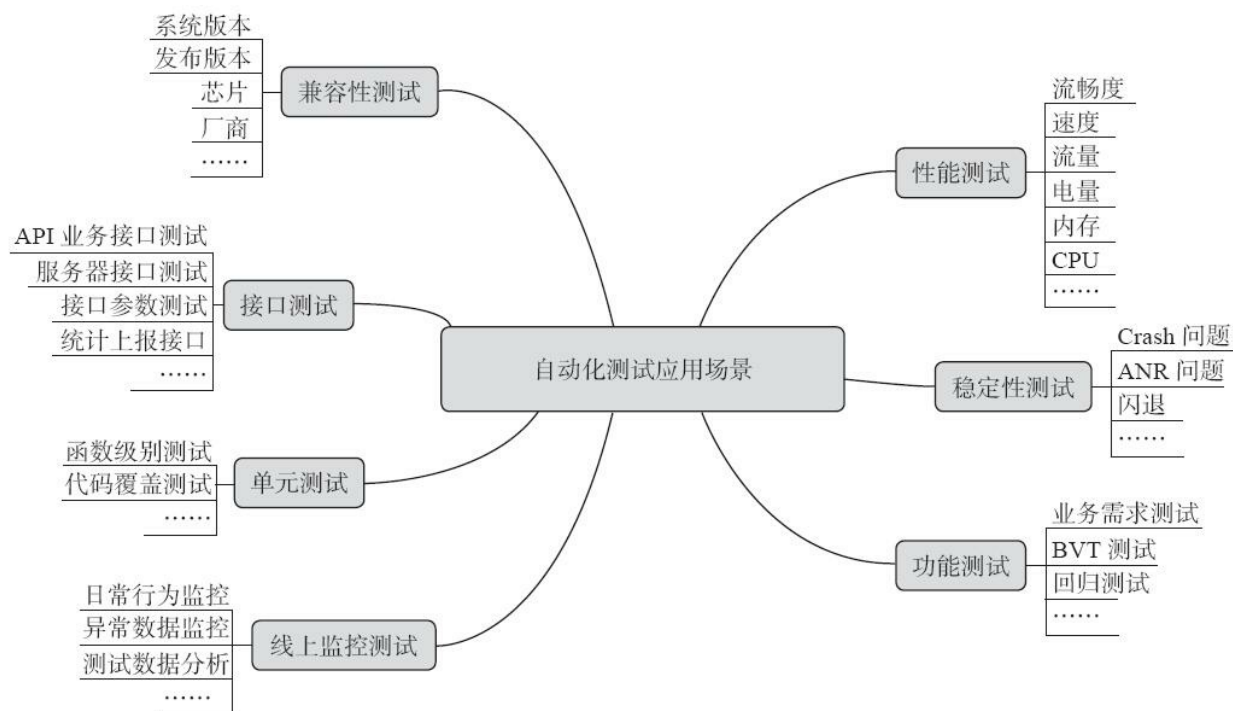 系统版本
发布版本
芯片
厂商
……
兼容性测试
API 业务接口测试
服务器接口测试
接口参数测试
统计上报接口
……
接口测试
函数级别测试
代码覆盖测试
……
单元测试
日常行为监控
异常数据监控
测试数据分析
……
线上监控测试
自动化测试应用场景
性能测试
流畅度
速度
流量
电量
内存
CPU
……
稳定性测试
Crash 问题
ANR 问题
闪退
……
功能测试
业务需求测试
BVT 测试
回归测试
……